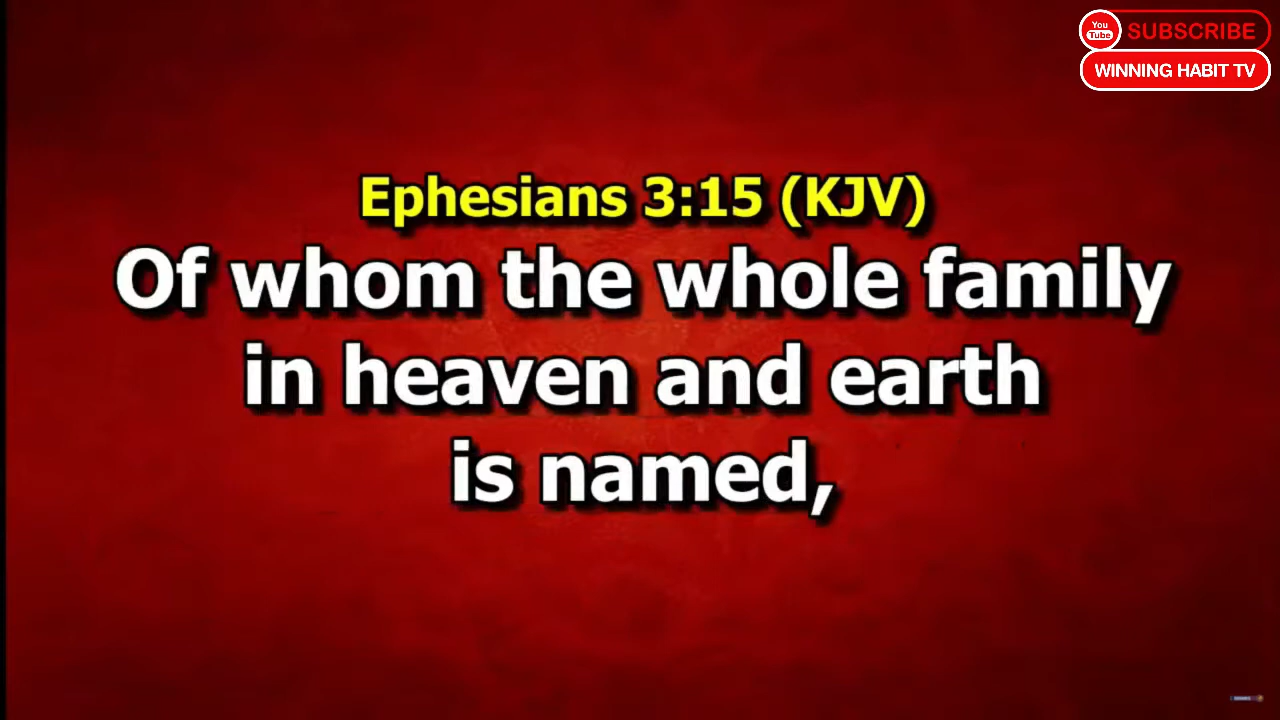 You
Tube
SUBSCRIBE
WINNING HABIT TV
Ephesians 3:15 (KJV)
Of whom the whole family
in heaven and earth
is named,